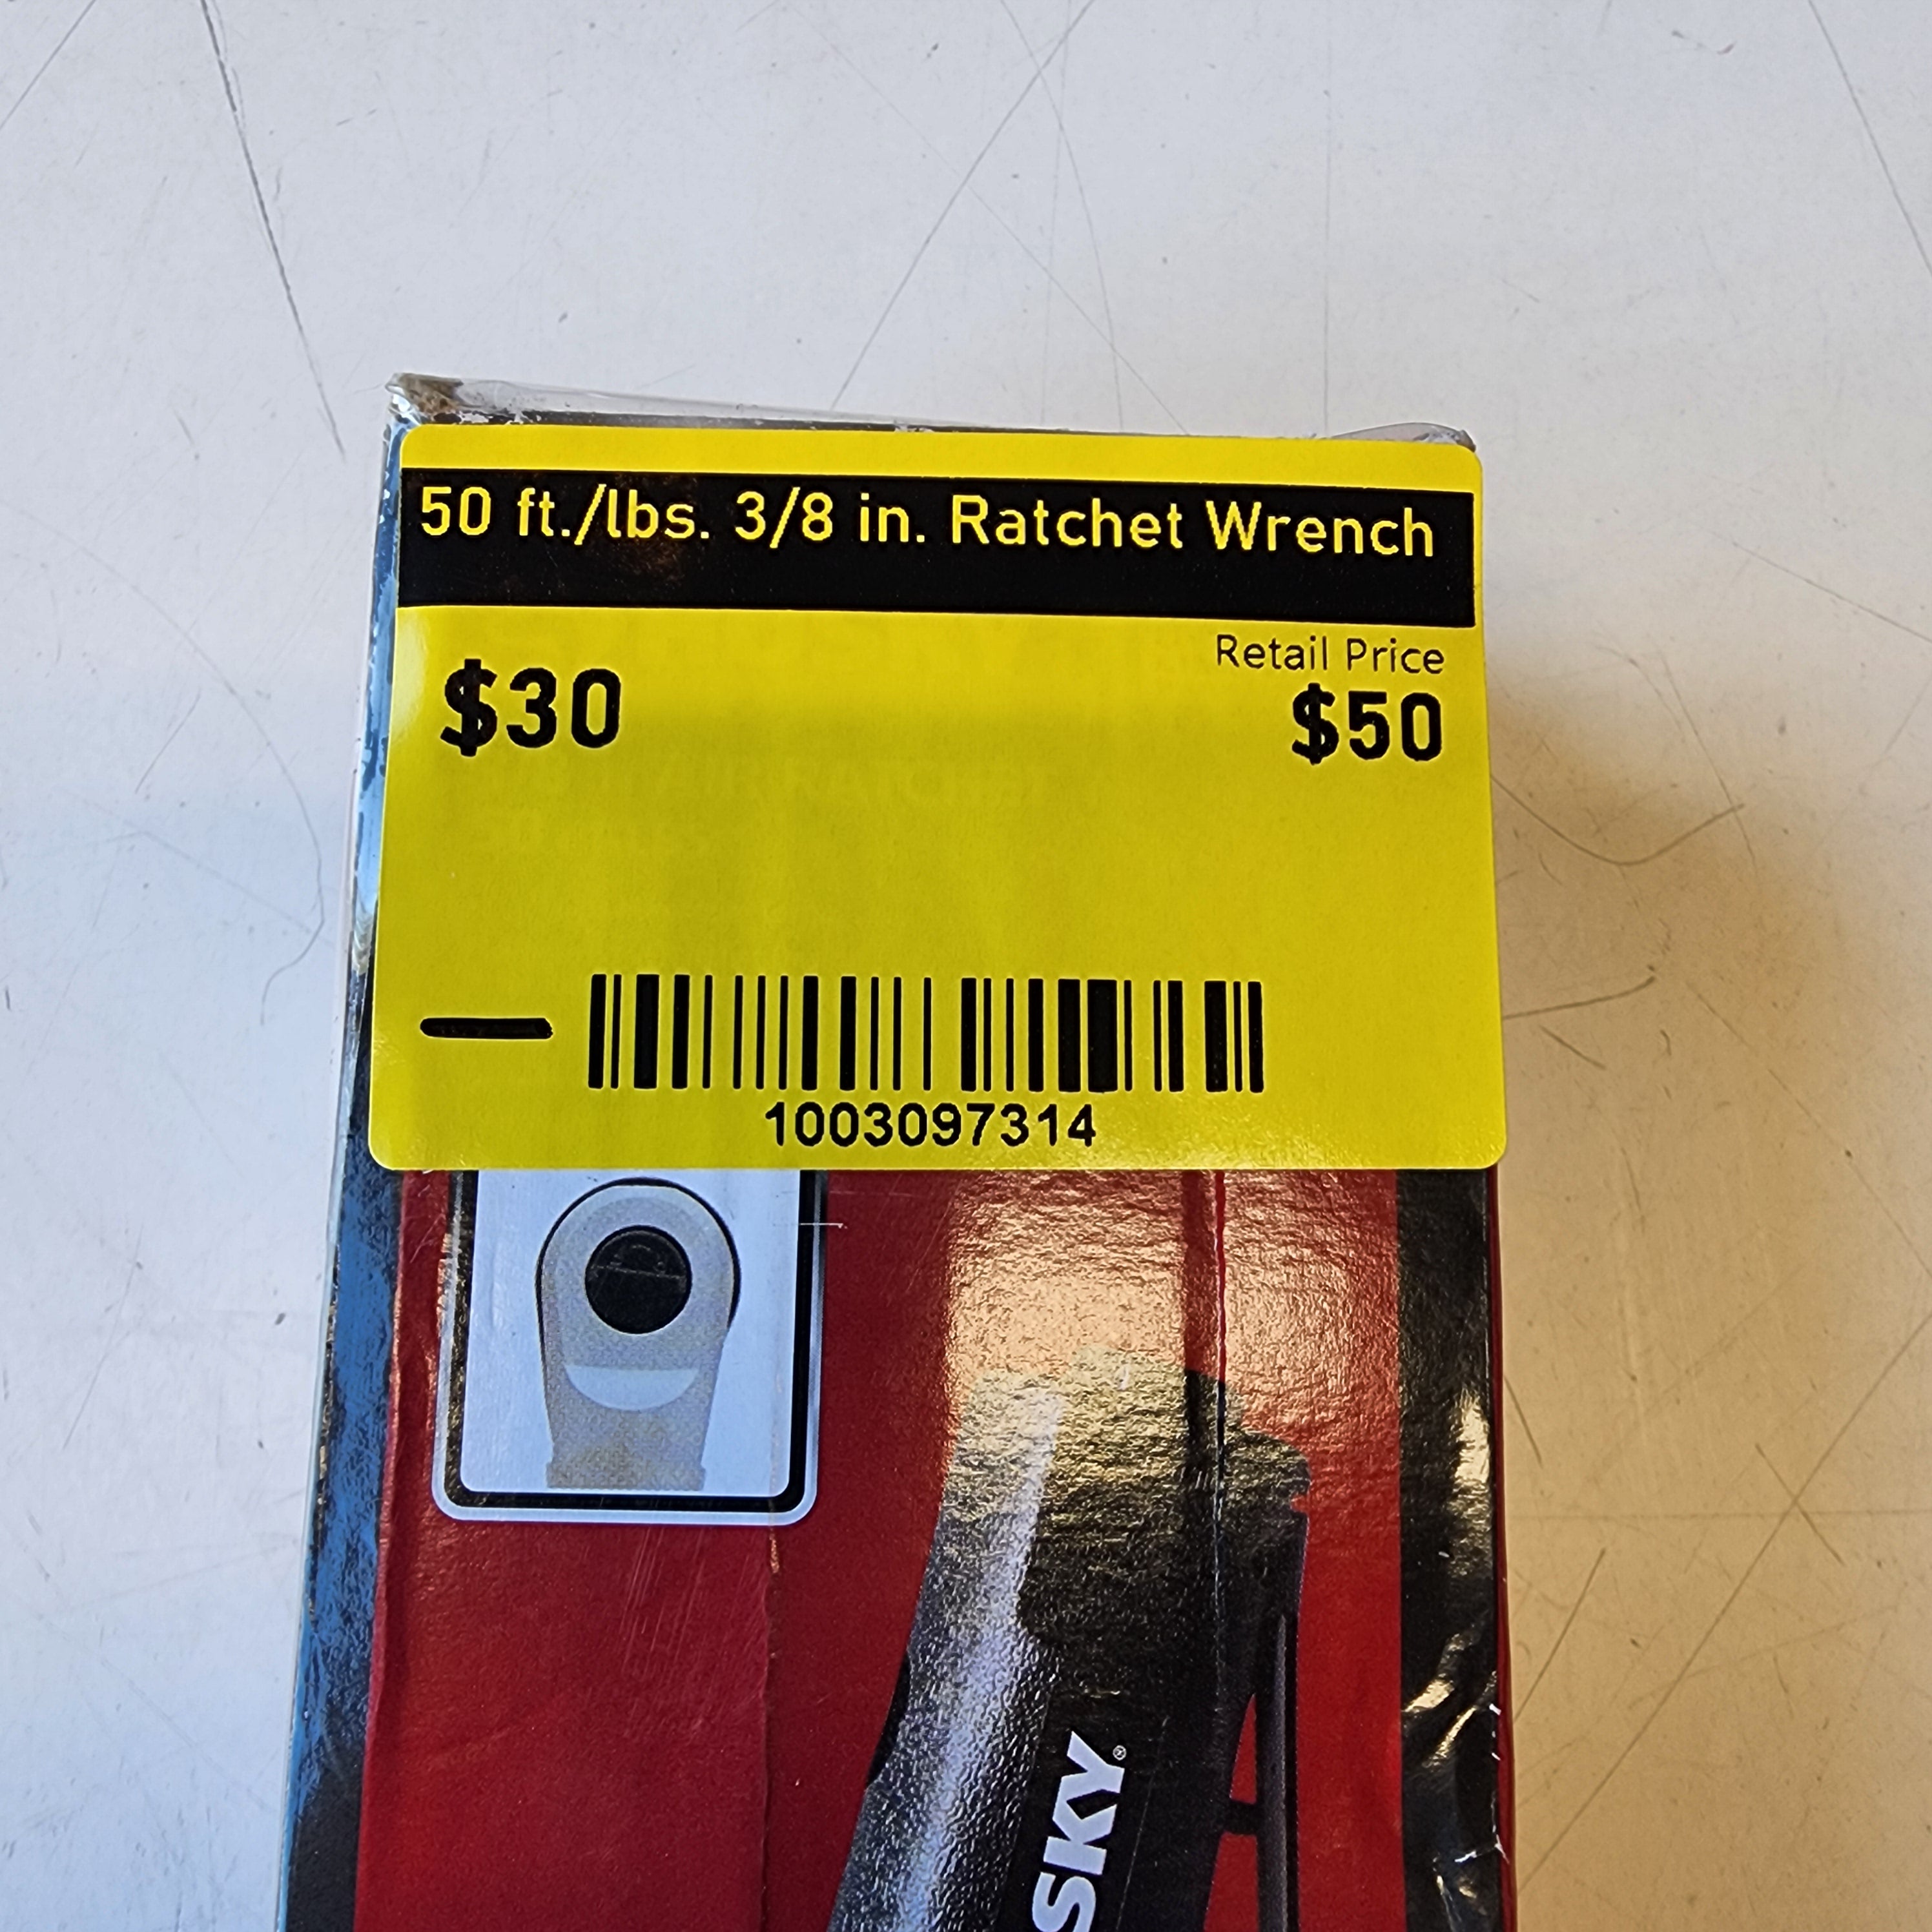 50 ft./lbs. 3/8 in. Ratchet Wrench
Retail Price
$30
$50
1003097314
SKY®